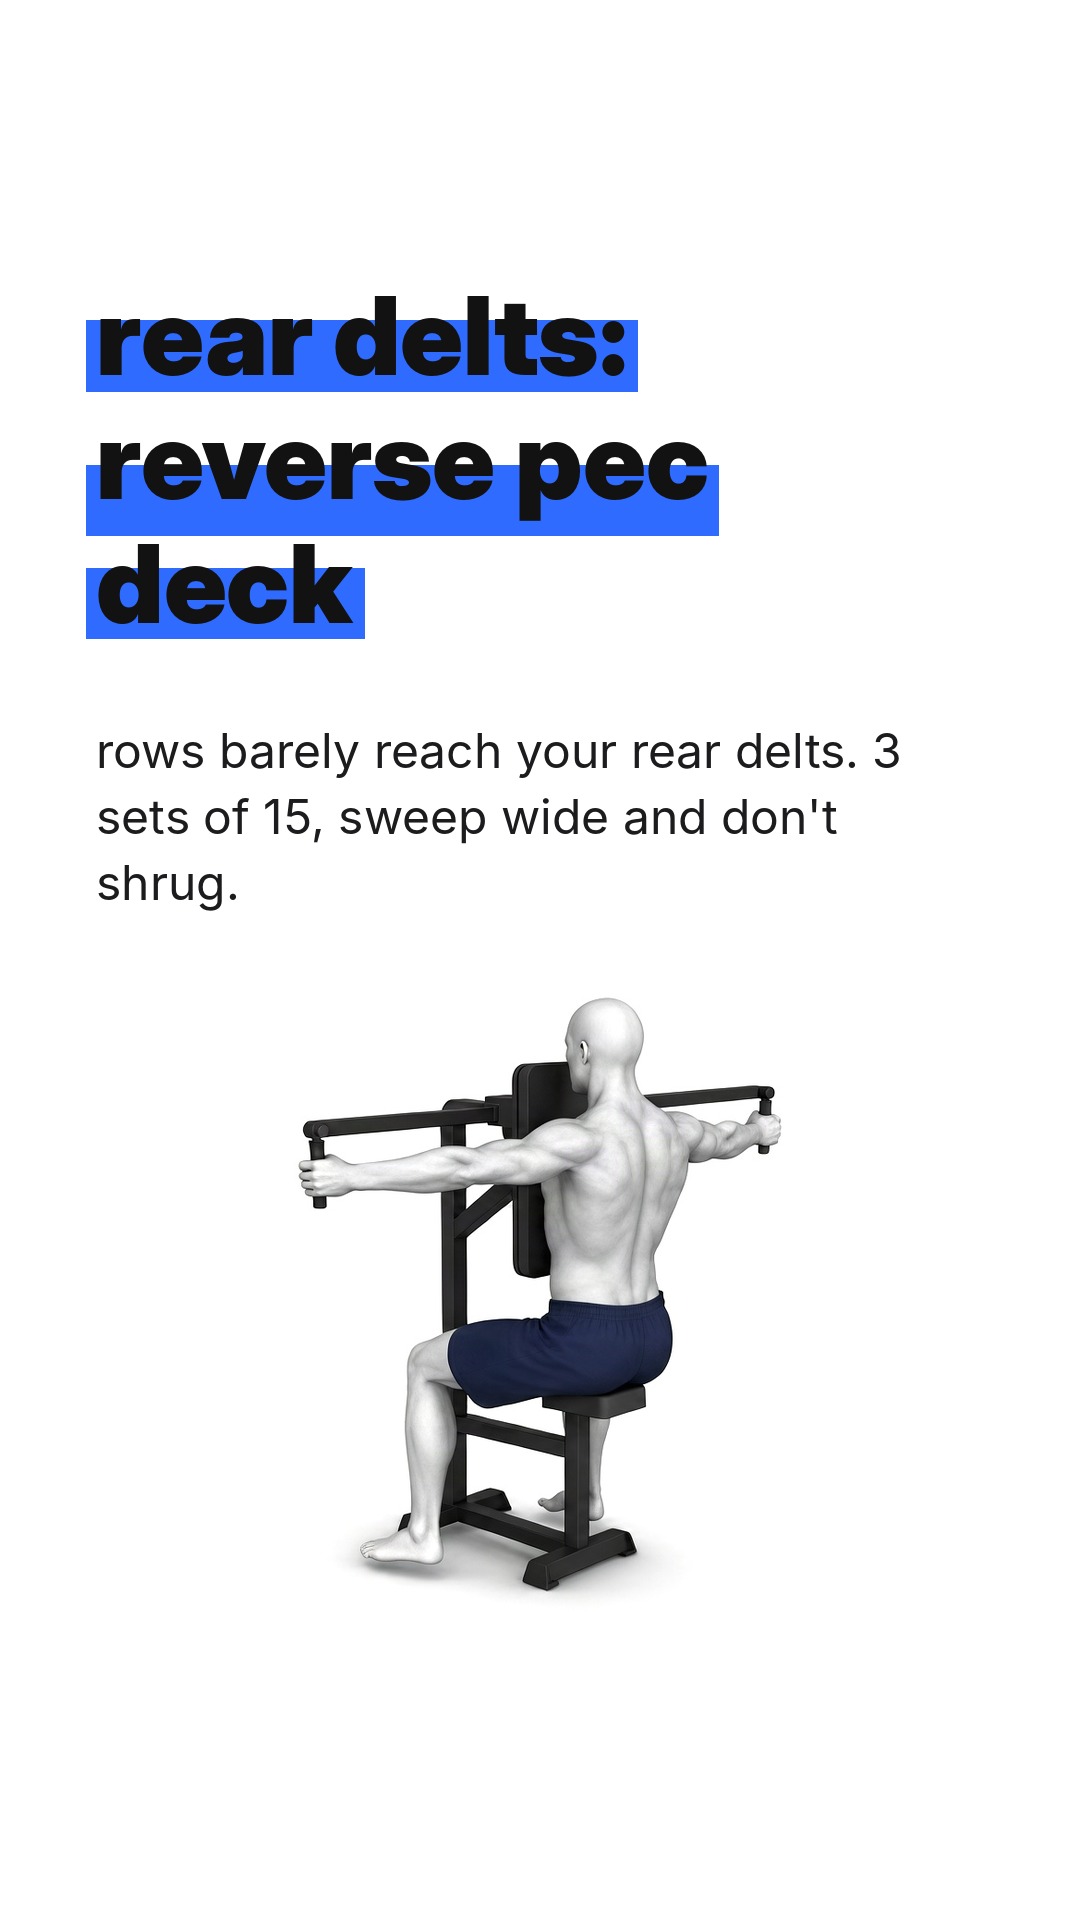 rear delts:
reverse pec
deck
rows barely reach your rear delts. 3
sets of 15, sweep wide and don't
shrug.